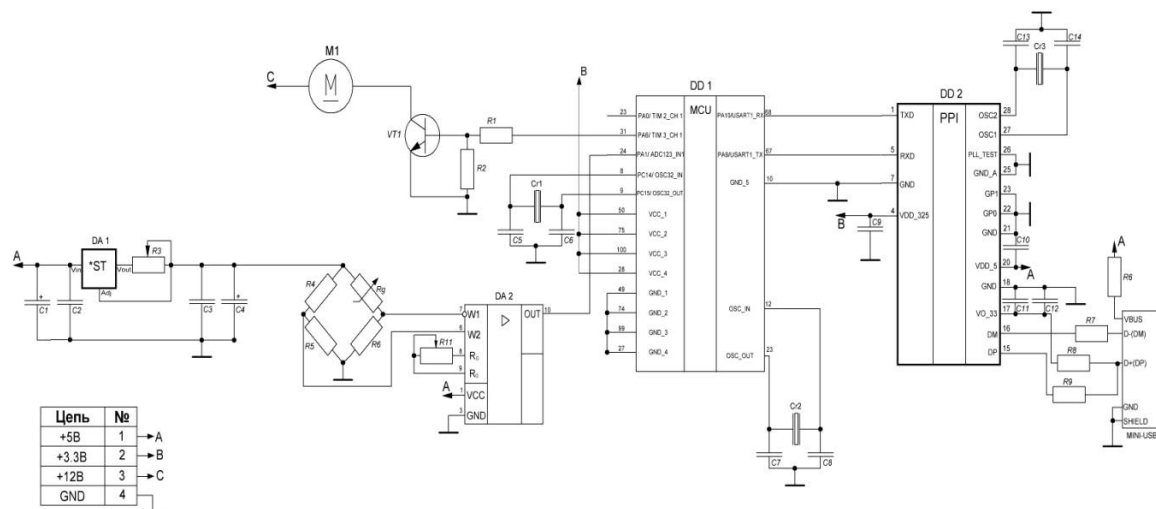 C13
C14
Cr3
M1
C
M
B
DD 1
MCU
DD 2
PPI
VT1
R1
R2
23
PA0/ TIM 2_CH 1
31
PA6/ TIM 3_CH 1
24
PA1/ ADC123_IN1
8
PC14/ OSC32_IN
9
PC15/ OSC32_OUT
50
VCC_1
75
VCC_2
100
VCC_3
28
VCC_4
49
GND_1
74
GND_2
99
GND_3
27
GND_4
PA10/USART1_RX
68
PA9/USART1_TX
67
GND_5
10
OSC_IN
12
OSC_OUT
23
Cr1
C5
C6
Cr2
C7
C8
1
TXD
5
RXD
7
GND
4
VDD_325
B
C9
OSC2
28
OSC1
27
PLL_TEST
26
GND_A
25
GP1
23
GP0
22
GND
21
C10
VDD_5
20
A
GND
18
C11
C12
VO_33
17
DM
16
DP
15
A
R6
R7
R8
R9
VBUS
D-(DM)
D+(DP)
GND
SHIELD
MINI-USB
A
DA 1
*ST
Vin
Vout
Adj
R3
C1
C2
C3
C4
R4
Rg
R5
R6
DA 2
7
W1
6
W2
R11
8
RG
9
RG
A
1
VCC
3
GND
OUT
10
Цепь №
+5В 1 A
+3.3В 2 B
+12В 3 C
GND 4